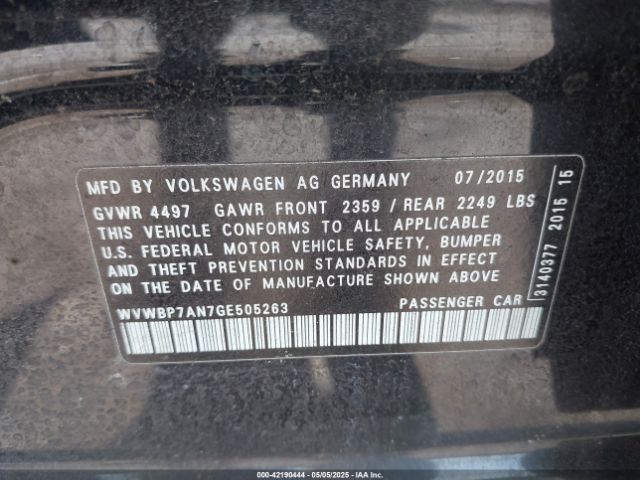 MFD BY VOLKSWAGEN AG GERMANY 07/2015
GVWR 4497 GAWR FRONT 2359 / REAR 2249 LBS
THIS VEHICLE CONFORMS TO ALL APPLICABLE
U.S. FEDERAL MOTOR VEHICLE SAFETY, BUMPER
AND THEFT PREVENTION STANDARDS IN EFFECT
ON THE DATE OF MANUFACTURE SHOWN ABOVE
WVWBP7AN7GE505263 PASSENGER CAR
3140377 2015 15
000-42190444 - 05/05/2025 - IAA Inc.